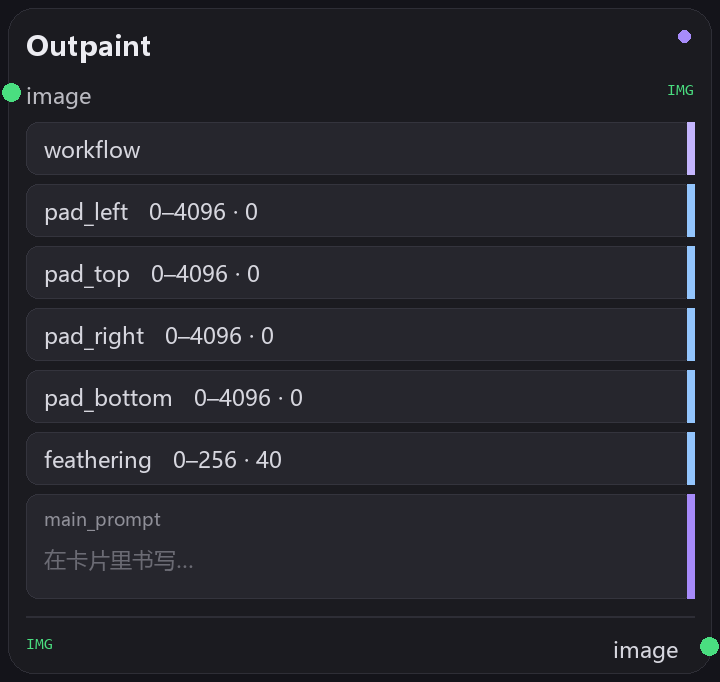 Outpaint
image
IMG
workflow
pad_left 0–4096 · 0
pad_top 0–4096 · 0
pad_right 0–4096 · 0
pad_bottom 0–4096 · 0
feathering 0–256 · 40
main_prompt
在卡片里书写...
IMG
image